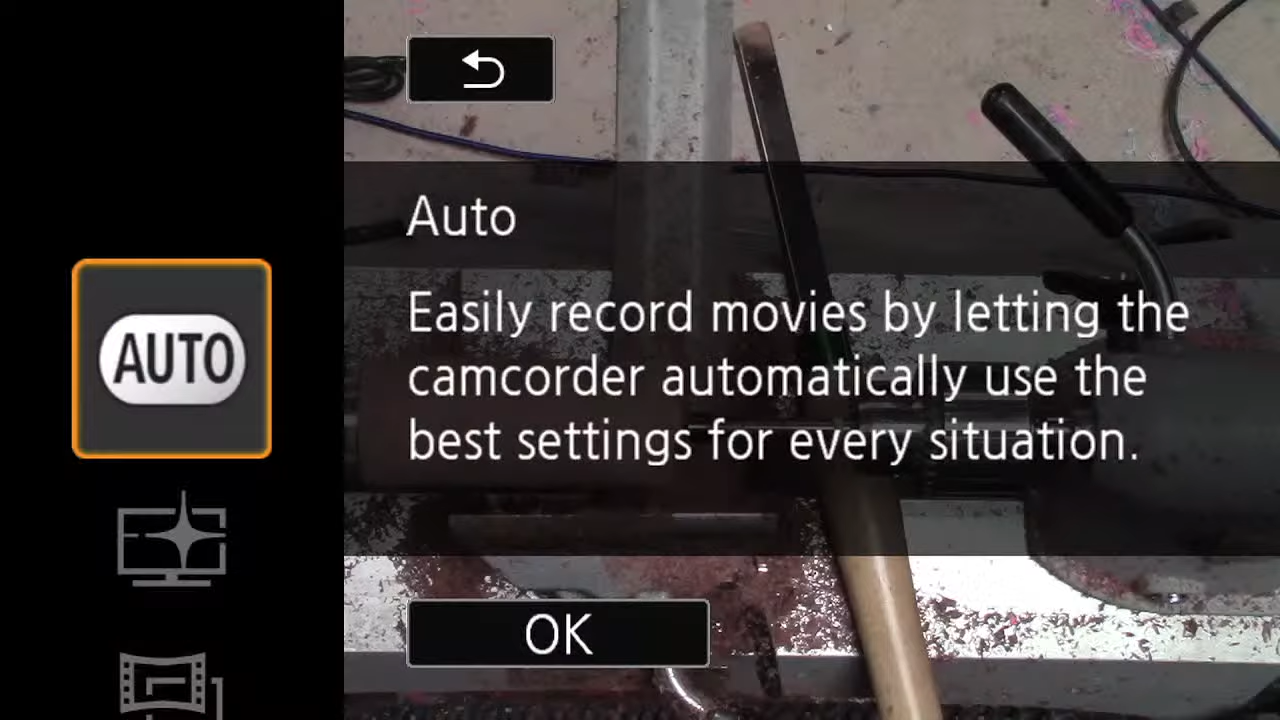 Auto
AUTO
Easily record movies by letting the
camcorder automatically use the
best settings for every situation.
OK